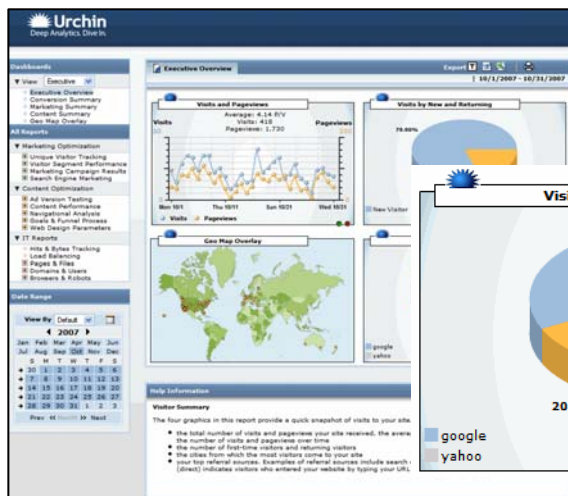 Urchin
Deep Analytics. Dive In.
Dashboards
View Executive
Executive Overview
Conversion Summary
Marketing Summary
Content Summary
Geo Map Overlay
All Reports
Marketing Optimization
Unique Visitor Tracking
Visitor Segment Performance
Marketing Campaign Results
Search Engine Marketing
Content Optimization
Ad Version Testing
Content Performance
Navigational Analysis
Goals & Funnel Process
Web Design Parameters
IT Reports
Hits & Bytes Tracking
Load Balancing
Pages & Files
Domains & Users
Browsers & Robots
Date Range
View By Default
2007
Jan Feb Mar Apr May Jun
Jul Aug Sep Oct Nov Dec
S M T W T F S
30 1 2 3 4 5 6
7 8 9 10 11 12 13
14 15 16 17 18 19 20
21 22 23 24 25 26 27
28 29 30 31 1 2 3
Prev Month Next
Executive Overview
Export
10/1/2007 - 10/31/2007
Visits and Pageviews
Average: 4.14 P/V
Visits: 418
Pageviews: 1,730
Visits
Pageviews
Mon 10/1 Thu 10/11 Sun 10/21 Wed 10/31
Visits Pageviews
Visits by New and Returning
New Visitor
Geo Map Overlay
google
yahoo
Visi
20
google
yahoo
Help Information
Visitor Summary
The four graphics in this report provide a quick snapshot of visits to your site.
the total number of visits and pageviews your site received, the avera
the number of visits and pageviews over time
the number of first-time visitors and returning visitors
the cities from which the most visitors come to your site
your top referral sources. Examples of referral sources include search
(direct) indicates visitors who entered your website by typing your URL